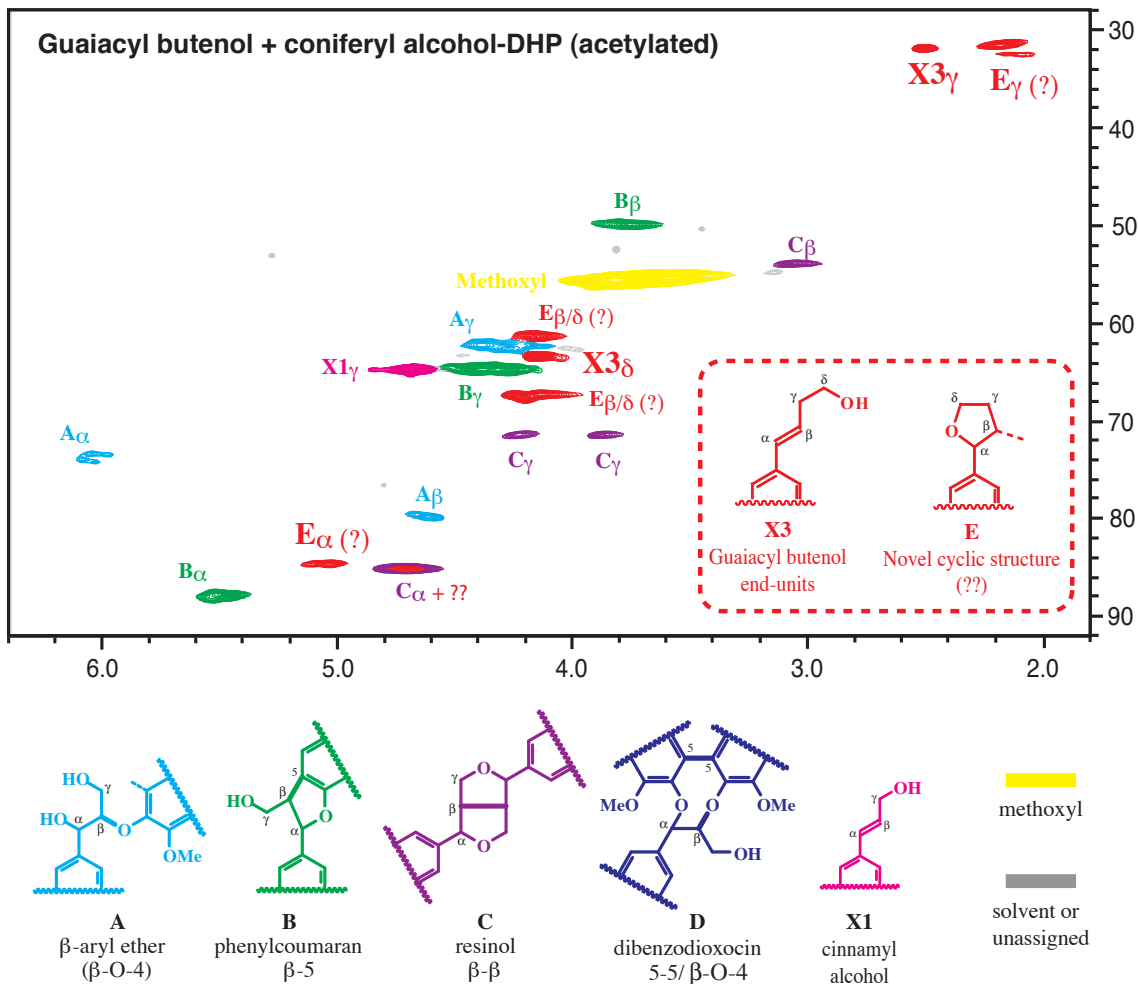 Guaiacyl butenol + coniferyl alcohol-DHP (acetylated)
X3γ
Eγ (?)
Bβ
Cβ
Methoxyl
Eβ/δ (?)
Aγ
X3δ
X1γ
Bγ
Eβ/δ (?)
Aα
Cγ
Cγ
Aβ
Eα (?)
Bα
Cα + ??
30
40
50
60
70
80
90
6.0
5.0
4.0
3.0
2.0
δ
γ
OH
α
β
X3
Guaiacyl butenol
end-units
δ
γ
O
β
α
E
Novel cyclic structure
(??)
HO
γ
HO
α
β
O
OMe
A
β-aryl ether
(β-O-4)
5
β
HO
γ
O
α
B
phenylcoumaran
β-5
γ
O
β
O
α
C
resinol
β-β
5
5
MeO
O
O
OMe
α
β
OH
D
dibenzodioxocin
5-5/ β-O-4
OH
γ
α
β
X1
cinnamyl
alcohol
methoxyl
solvent or
unassigned